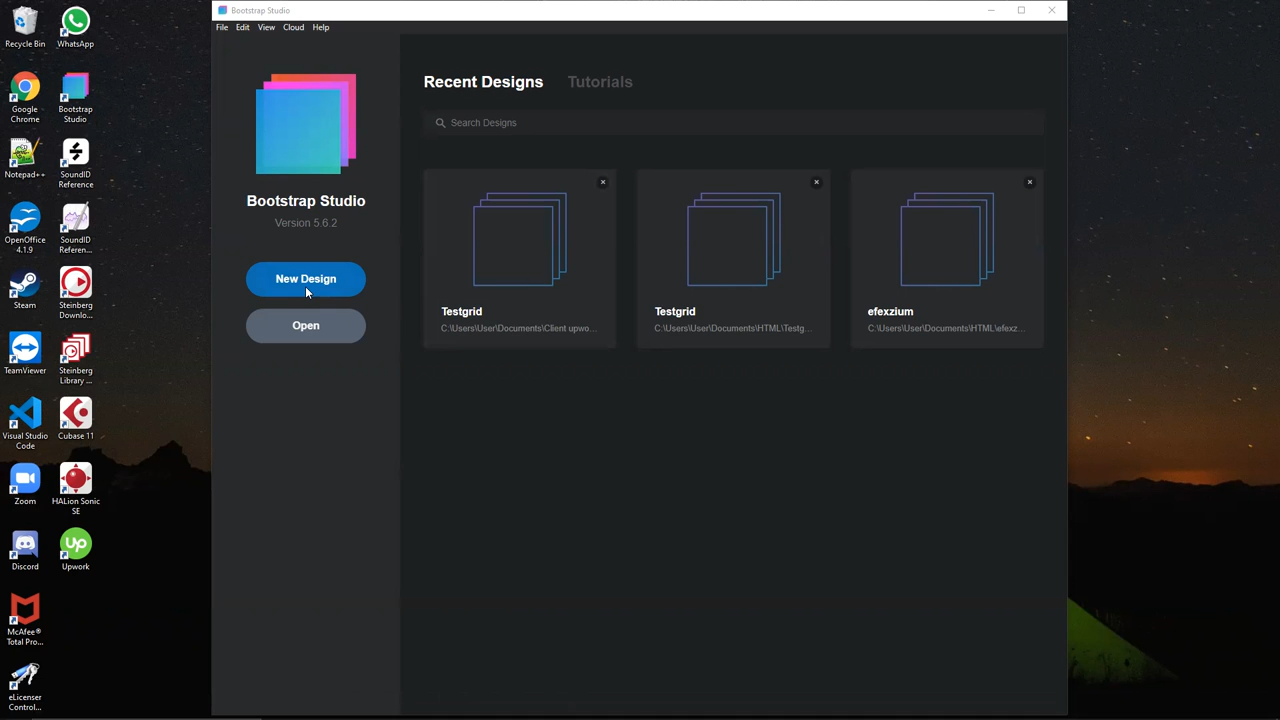 Recycle Bin
WhatsApp
Google Chrome
Bootstrap Studio
Notepad++
SoundID Reference
OpenOffice 4.1.9
SoundID Referen...
Steam
Steinberg Downlo...
TeamViewer
Steinberg Library ...
Visual Studio Code
Cubase 11
Zoom
HALion Sonic SE
Discord
Upwork
McAfee® Total Pro...
eLicenser Control...
Bootstrap Studio
File Edit View Cloud Help
Bootstrap Studio
Version 5.6.2
New Design
Open
Recent Designs Tutorials
Search Designs
Testgrid
C:\Users\User\Documents\Client upwo...
Testgrid
C:\Users\User\Documents\HTML\Testg...
efexzium
C:\Users\User\Documents\HTML\efexz...